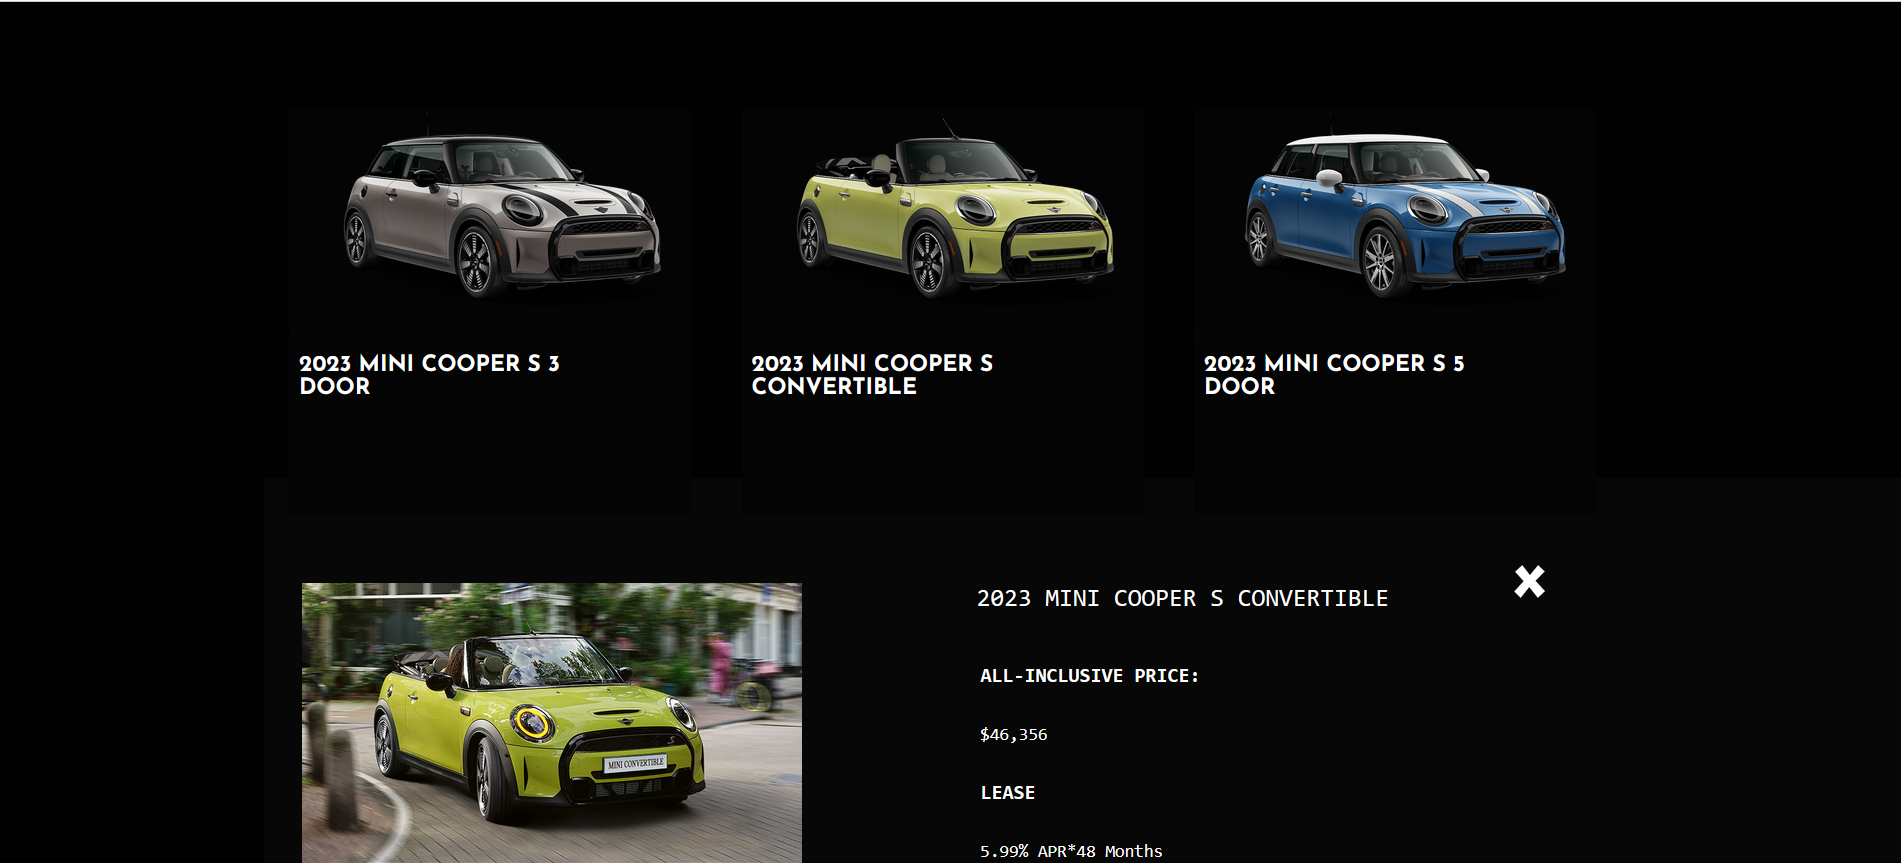 2023 MINI COOPER S 3
DOOR
2023 MINI COOPER S
CONVERTIBLE
2023 MINI COOPER S 5
DOOR
2023 MINI COOPER S CONVERTIBLE
ALL-INCLUSIVE PRICE:
$46,356
LEASE
5.99% APR*48 Months
MINI CONVERTIBLE